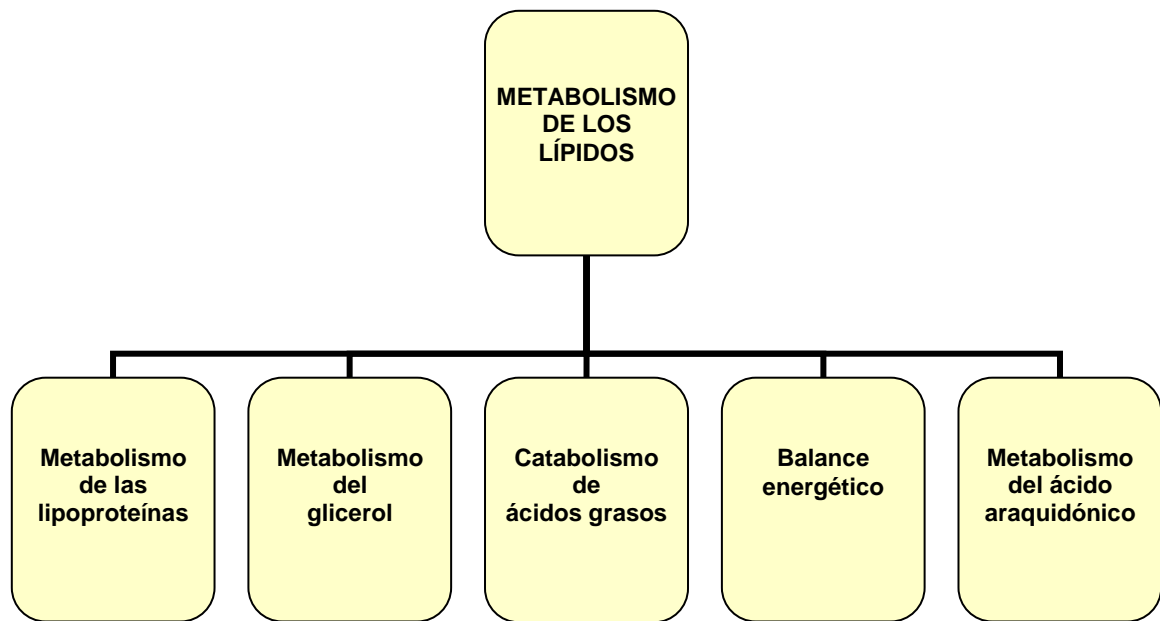 METABOLISMO
DE LOS
LÍPIDOS
Metabolismo
de las
lipoproteínas
Metabolismo
del
glicerol
Catabolismo
de
ácidos grasos
Balance
energético
Metabolismo
del ácido
araquidónico